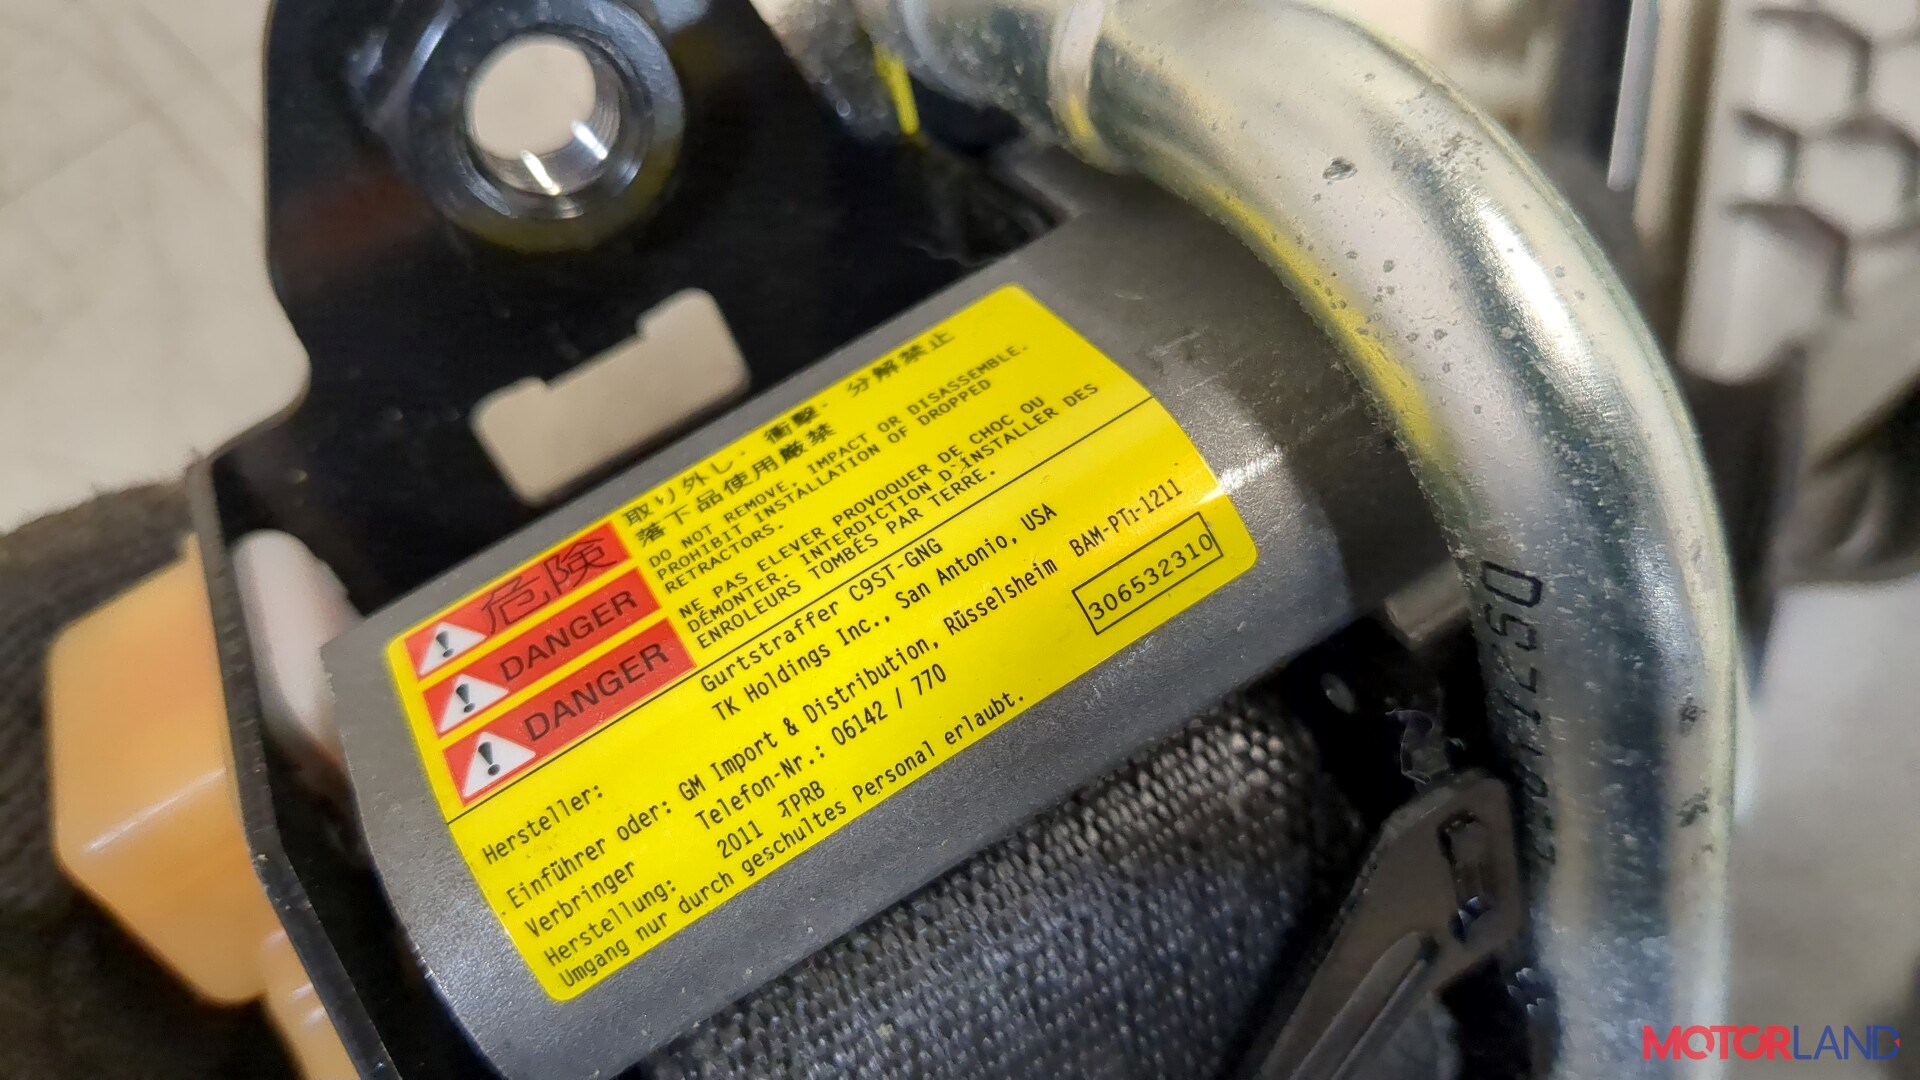 取り外し・衝撃・分解禁止
落下品使用厳禁
DO NOT REMOVE, IMPACT OR DISASSEMBLE.
PROHIBIT INSTALLATION OF DROPPED
RETRACTORS.
NE PAS ELEVER PROVOQUER DE CHOC OU
DÉMONTER. INTERDICTION D-INSTALLER DES
ENROLEURS TOMBÉS PAR TERRE.
危険
DANGER
DANGER
Gurtstraffer C9ST-GNG
Hersteller: TK Holdings Inc., San Antonio, USA
Einführer oder: GM Import & Distribution, Rüsselsheim BAM-PT1-1211
Verbringer Telefon-Nr.: 06142 / 770
306532310
Herstellung: 2011 TPRB
Umgang nur durch geschultes Personal erlaubt.
MOTORLAND